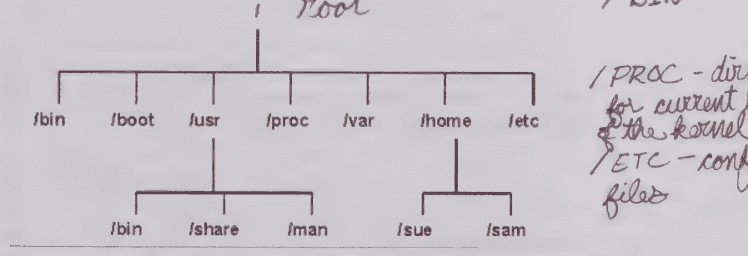 / Root
/ BIN
/bin /boot /usr /proc /var /home /etc
/PROC - dir
for current
the kernel
/ETC - conf
files
/bin /share /man /sue /sam